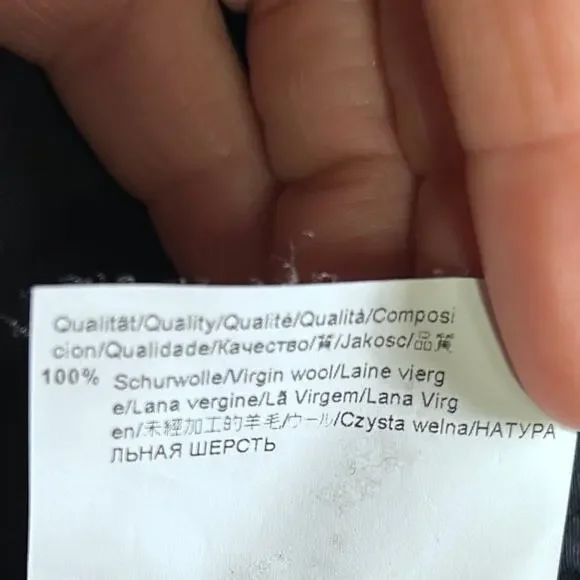 Qualität/Quality/Qualité/Qualità/Composi
cion/Qualidade/Качество/質/Jakosc/品質
100% Schurwolle/Virgin wool/Laine vierg
e/Lana vergine/Lã Virgem/Lana Virg
en/未經加工的羊毛/ウール/Czysta welna/НАТУРА
ЛЬНАЯ ШЕРСТЬ